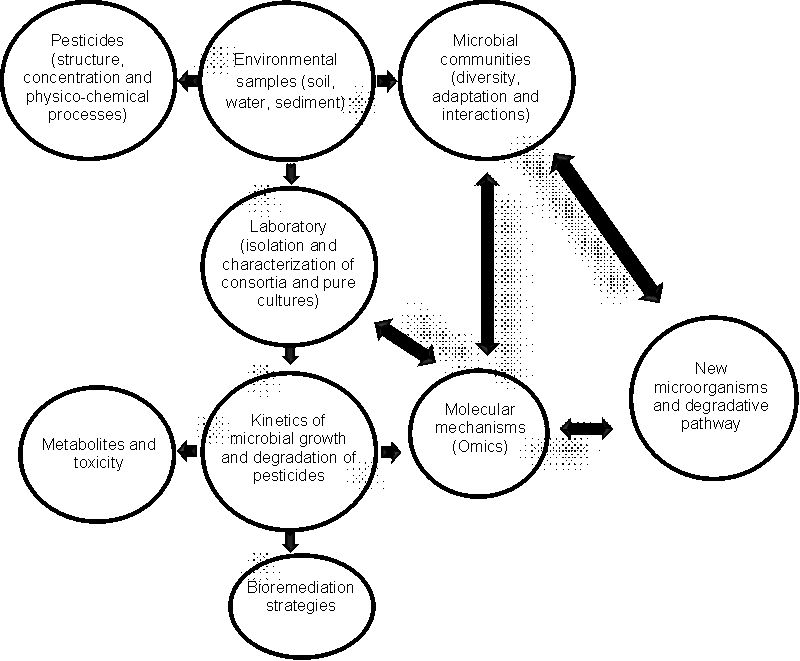 Pesticides
(structure,
concentration and
physico-chemical
processes)
Environmental
samples (soil,
water, sediment)
Microbial
communities
(diversity,
adaptation and
interactions)
Laboratory
(isolation and
characterization of
consortia and pure
cultures)
Metabolites and
toxicity
Kinetics of
microbial growth
and degradation of
pesticides
Molecular
mechanisms
(Omics)
New
microorganisms
and degradative
pathway
Bioremediation
strategies